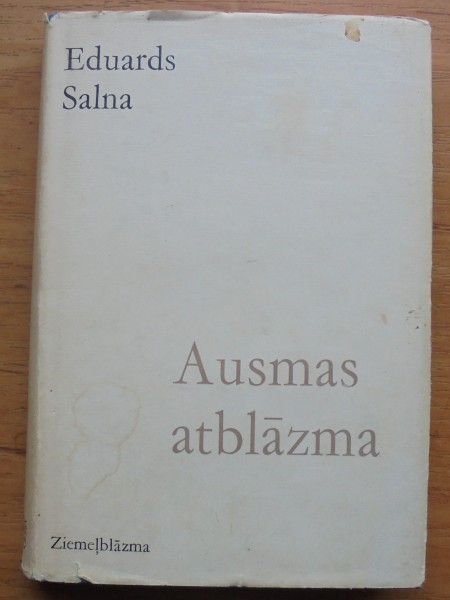 Eduards
Salna
Ausmas
atblāzma
Ziemeļblāzma